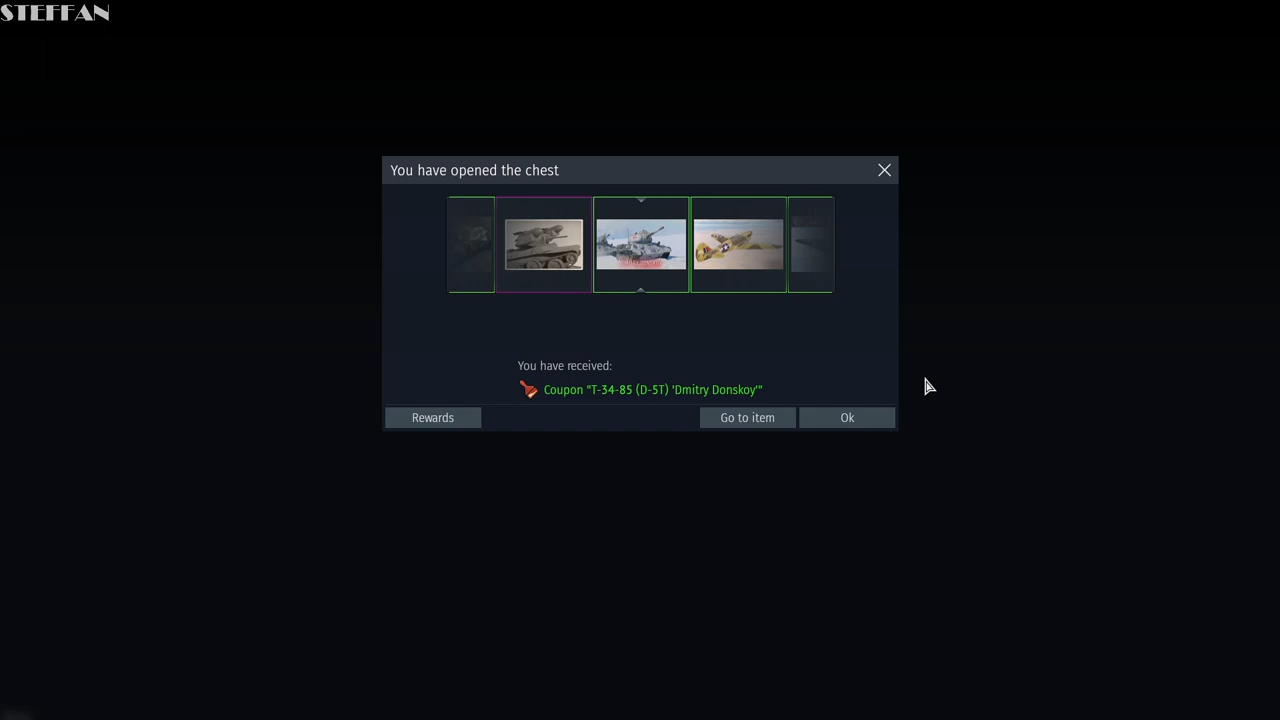 STEFFAN
You have opened the chest
You have received:
Coupon "T-34-85 (D-5T) 'Dmitry Donskoy'"
Rewards
Go to item
Ok